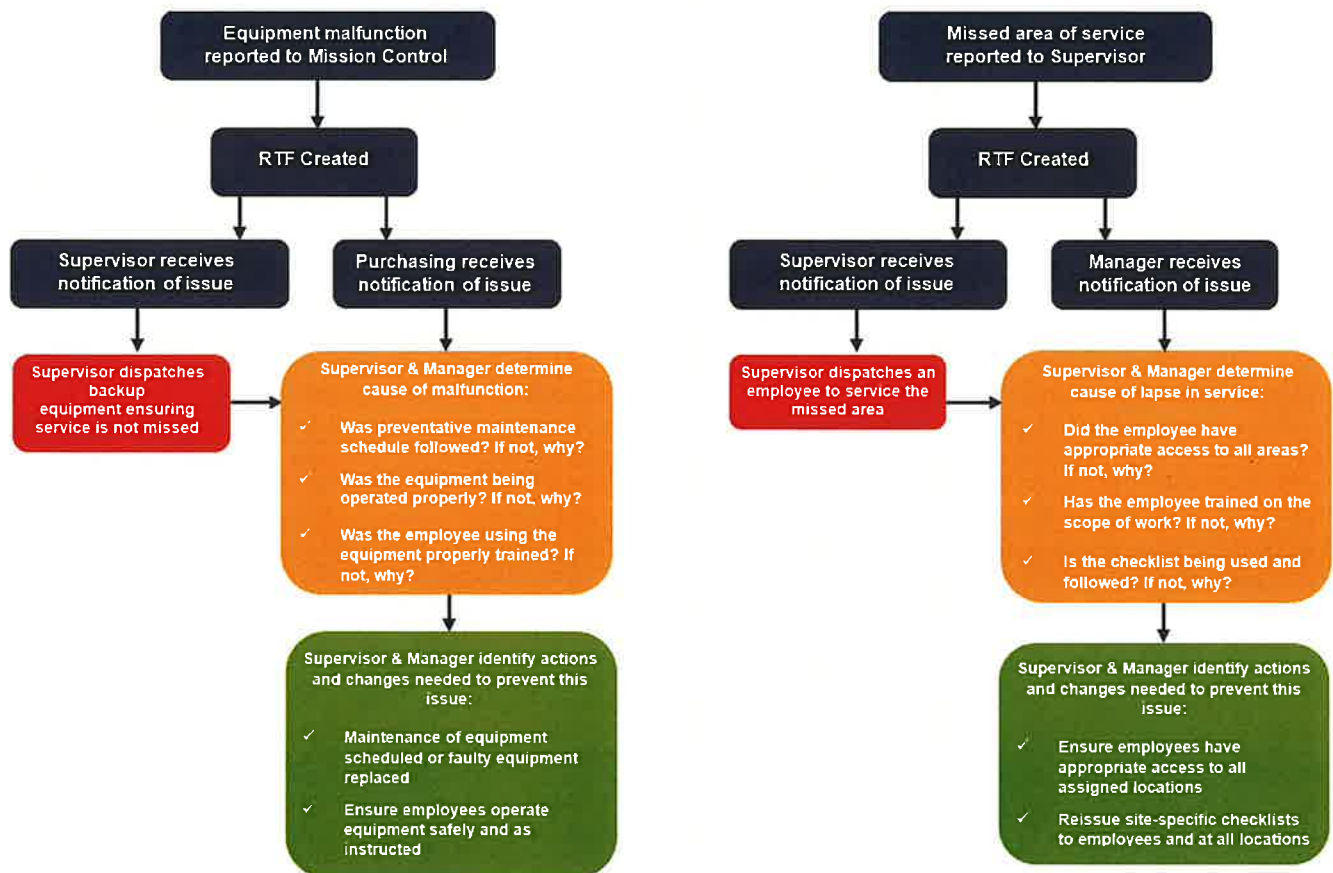 Equipment malfunction
reported to Mission Control
RTF Created
Supervisor receives
notification of issue
Purchasing receives
notification of issue
Supervisor dispatches
backup
equipment ensuring
service is not missed
Supervisor & Manager determine
cause of malfunction:
✓ Was preventative maintenance
schedule followed? If not, why?
✓ Was the equipment being
operated properly? If not, why?
✓ Was the employee using the
equipment properly trained? If
not, why?
Supervisor & Manager identify actions
and changes needed to prevent this
issue:
✓ Maintenance of equipment
scheduled or faulty equipment
replaced
✓ Ensure employees operate
equipment safely and as
instructed
Missed area of service
reported to Supervisor
RTF Created
Supervisor receives
notification of issue
Manager receives
notification of issue
Supervisor dispatches an
employee to service the
missed area
Supervisor & Manager determine
cause of lapse in service:
✓ Did the employee have
appropriate access to all areas?
If not, why?
✓ Has the employee trained on the
scope of work? If not, why?
✓ Is the checklist being used and
followed? If not, why?
Supervisor & Manager identify actions
and changes needed to prevent this
issue:
✓ Ensure employees have
appropriate access to all
assigned locations
✓ Reissue site-specific checklists
to employees and at all locations